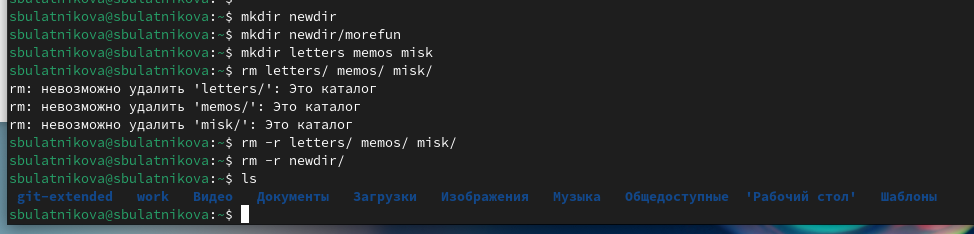 sbulatnikova@sbulatnikova:~$ mkdir newdir
sbulatnikova@sbulatnikova:~$ mkdir newdir/morefun
sbulatnikova@sbulatnikova:~$ mkdir letters memos misk
sbulatnikova@sbulatnikova:~$ rm letters/ memos/ misk/
rm: невозможно удалить 'letters/': Это каталог
rm: невозможно удалить 'memos/': Это каталог
rm: невозможно удалить 'misk/': Это каталог
sbulatnikova@sbulatnikova:~$ rm -r letters/ memos/ misk/
sbulatnikova@sbulatnikova:~$ rm -r newdir/
sbulatnikova@sbulatnikova:~$ ls
git-extended work Видео Документы Загрузки Изображения Музыка Общедоступные 'Рабочий стол' Шаблоны
sbulatnikova@sbulatnikova:~$